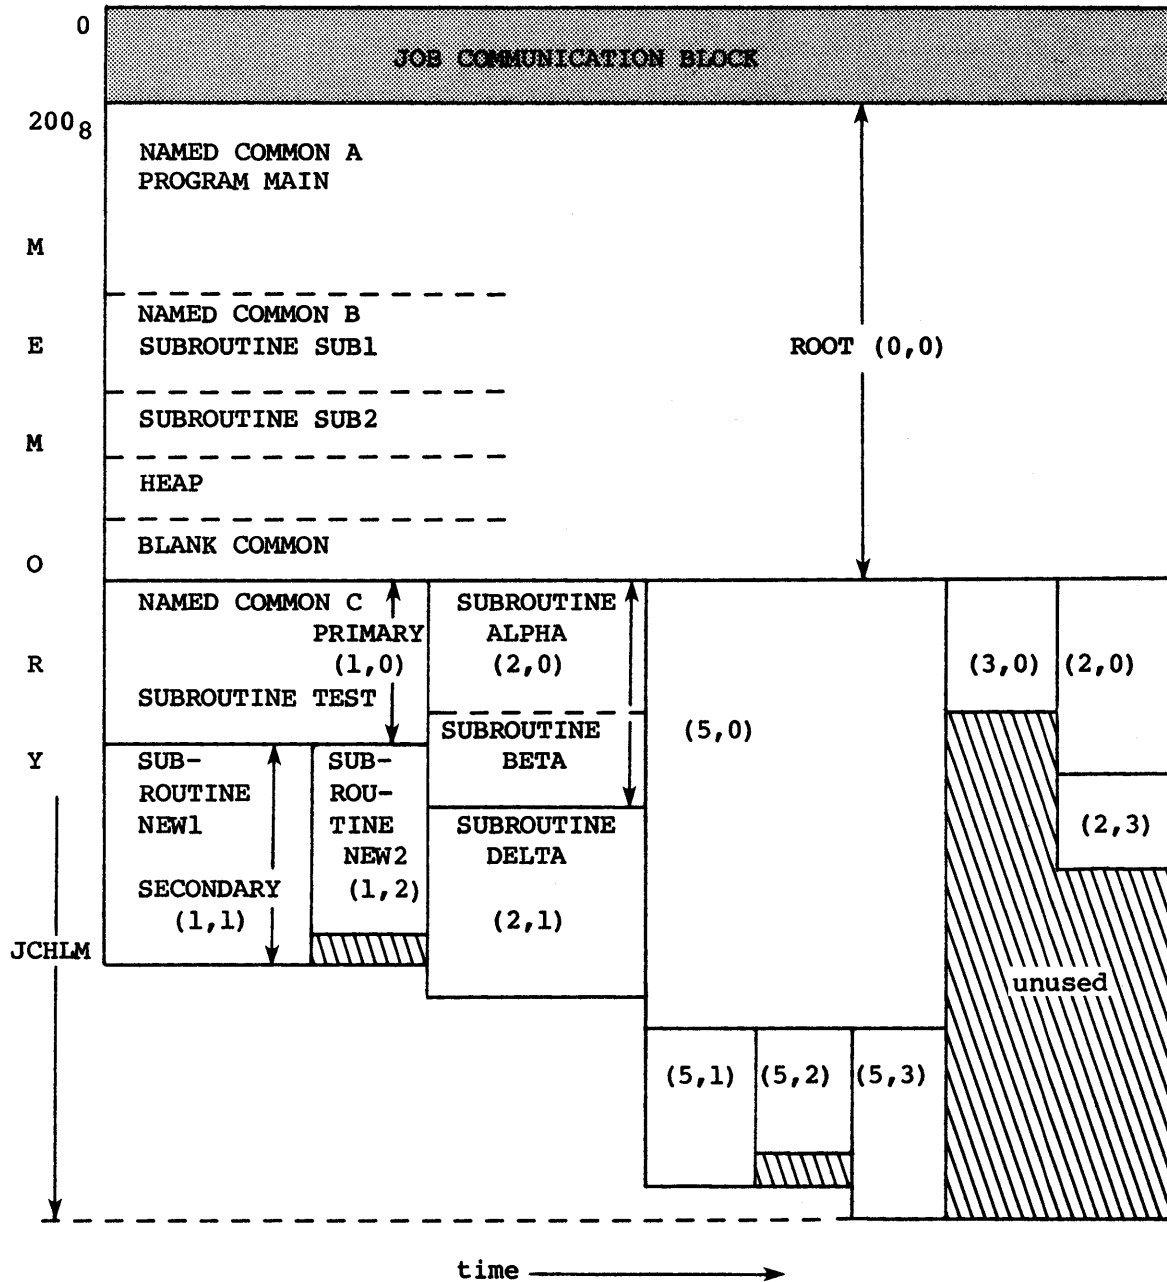 0
JOB COMMUNICATION BLOCK
200₈
NAMED COMMON A
PROGRAM MAIN
M
NAMED COMMON B
E
SUBROUTINE SUB1
ROOT (0,0)
SUBROUTINE SUB2
M
HEAP
BLANK COMMON
O
NAMED COMMON C
PRIMARY
(1,0)
SUBROUTINE TEST
SUBROUTINE
ALPHA
(2,0)
R
(3,0)
(2,0)
SUBROUTINE
BETA
(5,0)
Y
SUB-
ROUTINE
NEW1
SECONDARY
(1,1)
SUB-
ROU-
TINE
NEW2
(1,2)
SUBROUTINE
DELTA
(2,1)
(2,3)
JCHLM
unused
(5,1)
(5,2)
(5,3)
time